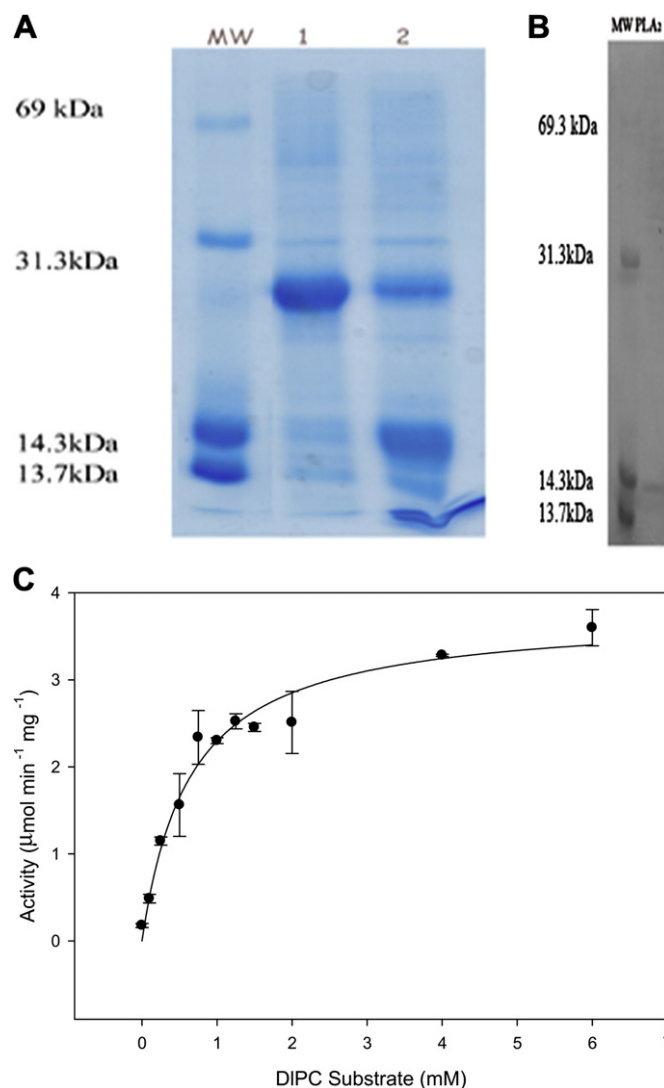 A
MW 1 2
69 kDa
31.3kDa
14.3kDa
13.7kDa
B
MW PLA₂
69.3 kDa
31.3kDa
14.3kDa
13.7kDa
C
4
3
2
1
0
Activity (μmol min ⁻¹ mg ⁻¹)
0 1 2 3 4 5 6 7
DIPC Substrate (mM)